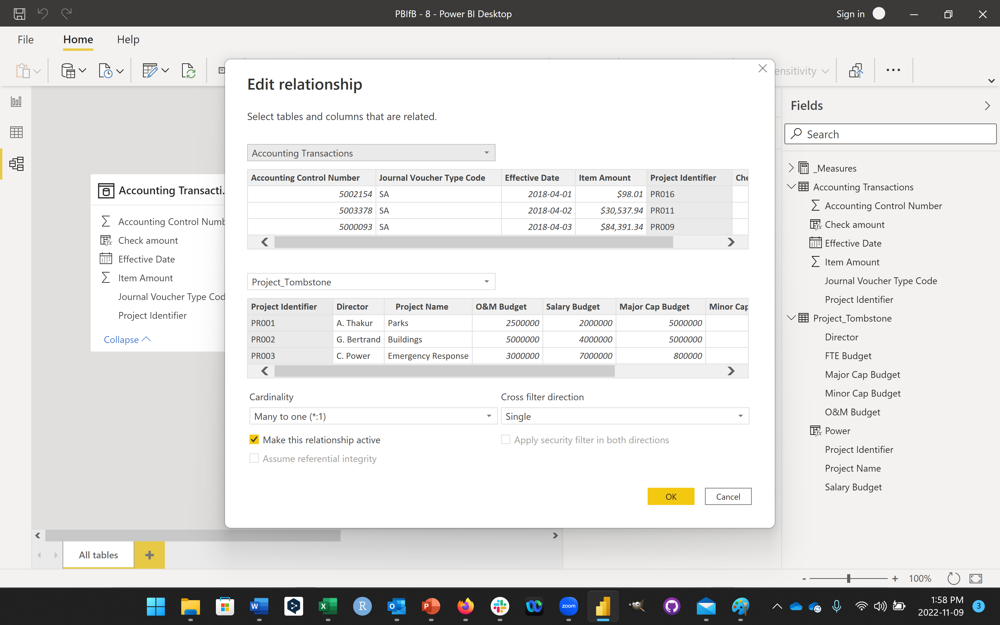 PBIfB - 8 - Power BI Desktop
Sign in
File Home Help
ensitivity
Accounting Transacti...
Accounting Control Numb
Check amount
Effective Date
Item Amount
Journal Voucher Type Cod
Project Identifier
Collapse
Edit relationship
Select tables and columns that are related.
Accounting Transactions
Accounting Control Number Journal Voucher Type Code Effective Date Item Amount Project Identifier Che
5002154 SA 2018-04-01 $98.01 PR016
5003378 SA 2018-04-02 $30,537.94 PR011
5000093 SA 2018-04-03 $84,391.34 PR009
Project_Tombstone
Project Identifier Director Project Name O&M Budget Salary Budget Major Cap Budget Minor Cap
PR001 A. Thakur Parks 2500000 2000000 5000000
PR002 G. Bertrand Buildings 5000000 4000000 5000000
PR003 C. Power Emergency Response 3000000 7000000 800000
Cardinality Cross filter direction
Many to one (*:1) Single
Make this relationship active Apply security filter in both directions
Assume referential integrity
OK Cancel
Fields
Search
_Measures
Accounting Transactions
Accounting Control Number
Check amount
Effective Date
Item Amount
Journal Voucher Type Code
Project Identifier
Project_Tombstone
Director
FTE Budget
Major Cap Budget
Minor Cap Budget
O&M Budget
Power
Project Identifier
Project Name
Salary Budget
All tables
- + 100%
W X R O P zoom
1:58 PM
2022-11-09
3